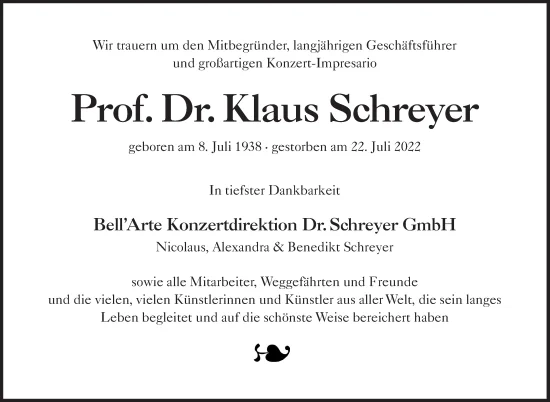 Wir trauern um den Mitbegründer, langjährigen Geschäftsführer
und großartigen Konzert-Impresario
Prof. Dr. Klaus Schreyer
geboren am 8. Juli 1938 · gestorben am 22. Juli 2022
In tiefster Dankbarkeit
Bell’Arte Konzertdirektion Dr. Schreyer GmbH
Nicolaus, Alexandra & Benedikt Schreyer
sowie alle Mitarbeiter, Weggefährten und Freunde
und die vielen, vielen Künstlerinnen und Künstler aus aller Welt, die sein langes
Leben begleitet und auf die schönste Weise bereichert haben